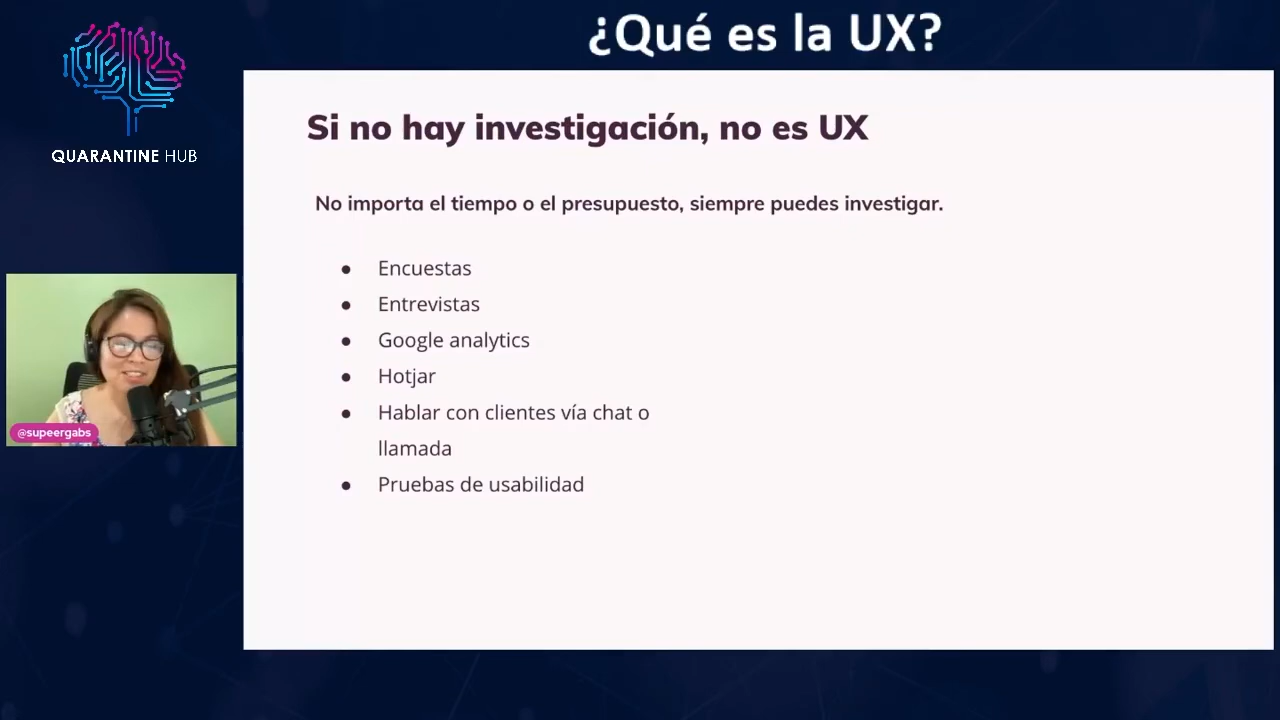 ¿Qué es la UX?
QUARANTINE HUB
Si no hay investigación, no es UX
No importa el tiempo o el presupuesto, siempre puedes investigar.
● Encuestas
● Entrevistas
● Google analytics
● Hotjar
● Hablar con clientes vía chat o
llamada
● Pruebas de usabilidad
@supeergabs